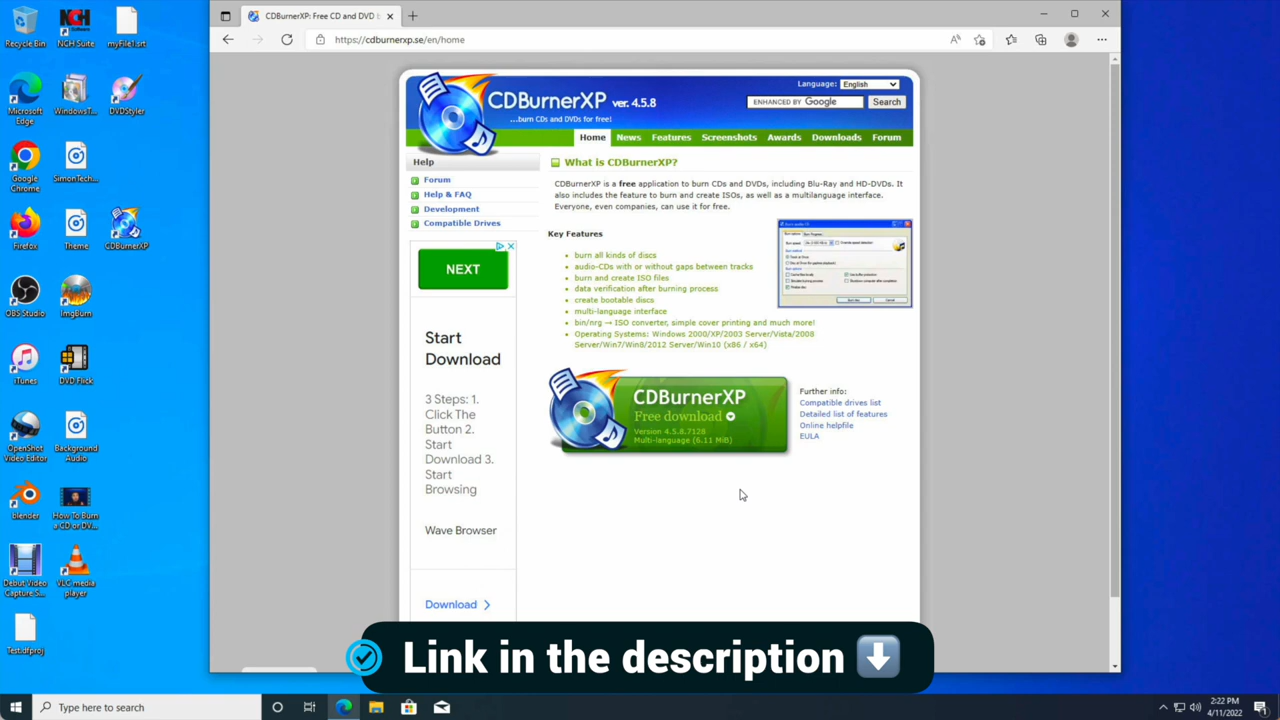 Recycle Bin
NCH Suite
myFile1.srt
Microsoft
Edge
WindowsT...
DVDStyler
Google
Chrome
SimonTech...
Firefox
Theme
CDBurnerXP
OBS Studio
ImgBurn
iTunes
DVD Flick
OpenShot
Video Editor
Background
Audio
Blender
How To Burn
a CD or DV...
Debut Video
Capture S...
VLC media
player
Test.dfproj
CDBurnerXP: Free CD and DVD b
https://cdburnerxp.se/en/home
Language: English
CDBurnerXP ver. 4.5.8
...burn CDs and DVDs for free!
ENHANCED BY Google Search
Home News Features Screenshots Awards Downloads Forum
Help
Forum
Help & FAQ
Development
Compatible Drives
NEXT
Start
Download
3 Steps: 1.
Click The
Button 2.
Start
Download 3.
Start
Browsing
Wave Browser
Download
What is CDBurnerXP?
CDBurnerXP is a free application to burn CDs and DVDs, including Blu-Ray and HD-DVDs. It
also includes the feature to burn and create ISOs, as well as a multilanguage interface.
Everyone, even companies, can use it for free.
Key Features
burn all kinds of discs
audio-CDs with or without gaps between tracks
burn and create ISO files
data verification after burning process
create bootable discs
multi-language interface
bin/nrg → ISO converter, simple cover printing and much more!
Operating Systems: Windows 2000/XP/2003 Server/Vista/2008
Server/Win7/Win8/2012 Server/Win10 (x86 / x64)
CDBurnerXP
Free download
Version 4.5.8.7128
Multi-language (6.11 MiB)
Further info:
Compatible drives list
Detailed list of features
Online helpfile
EULA
Link in the description
Type here to search
2:22 PM
4/11/2022
1